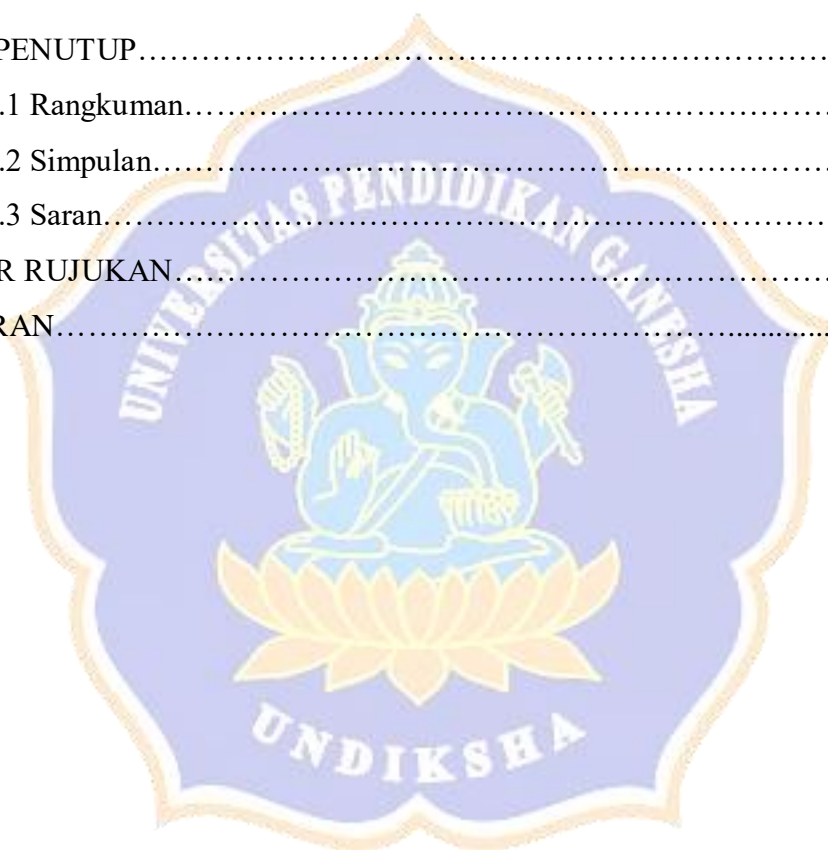 PENUTUP……………………………………………………………………
.1 Rangkuman………………………………………………………………
.2 Simpulan…………………………………………………………………
.3 Saran………………………………………………………………………
R RUJUKAN…………………………………………………………………
RAN……………………………………………………………..............
UNIVERSITAS PENDIDIKAN GANESHA
UNDIKSHA